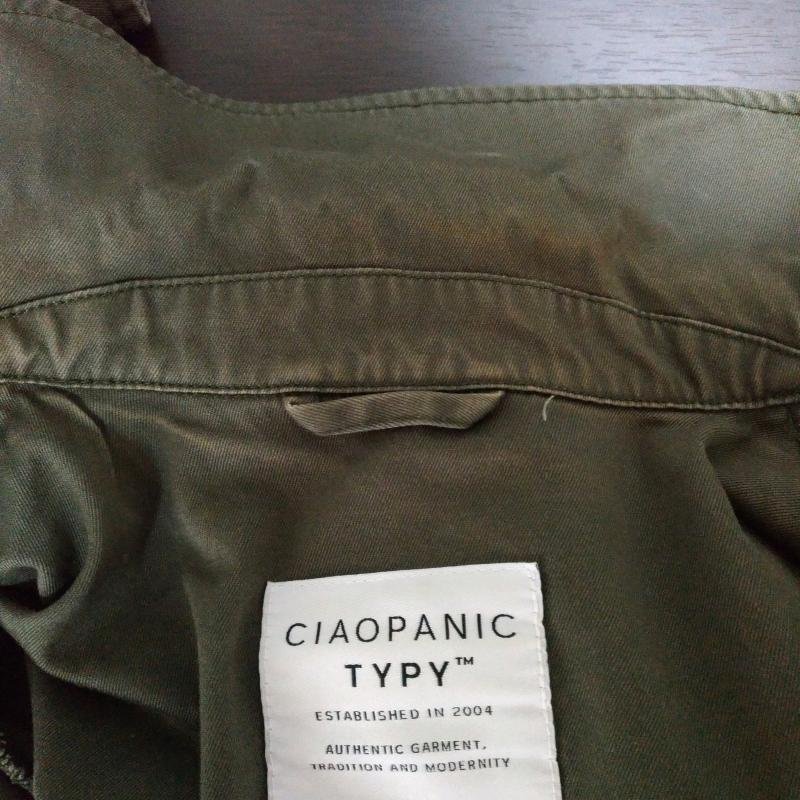 CIAOPANIC
TYPY™
ESTABLISHED IN 2004
AUTHENTIC GARMENT,
TRADITION AND MODERNITY